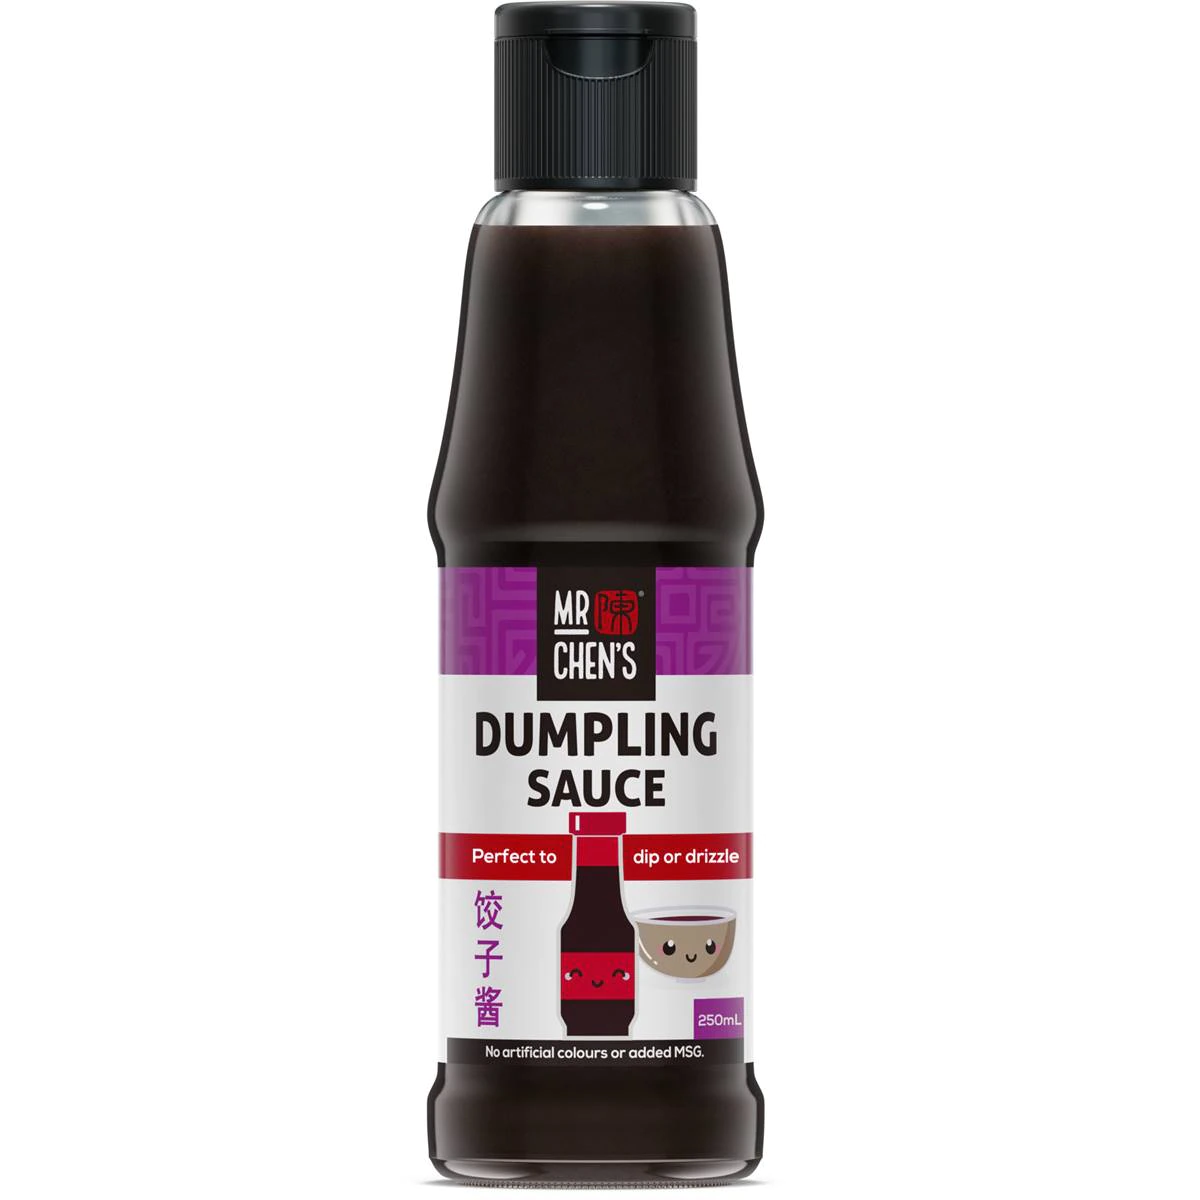 MR 陳®
CHEN'S
DUMPLING
SAUCE
Perfect to dip or drizzle
饺
子
酱
250mL
No artificial colours or added MSG.